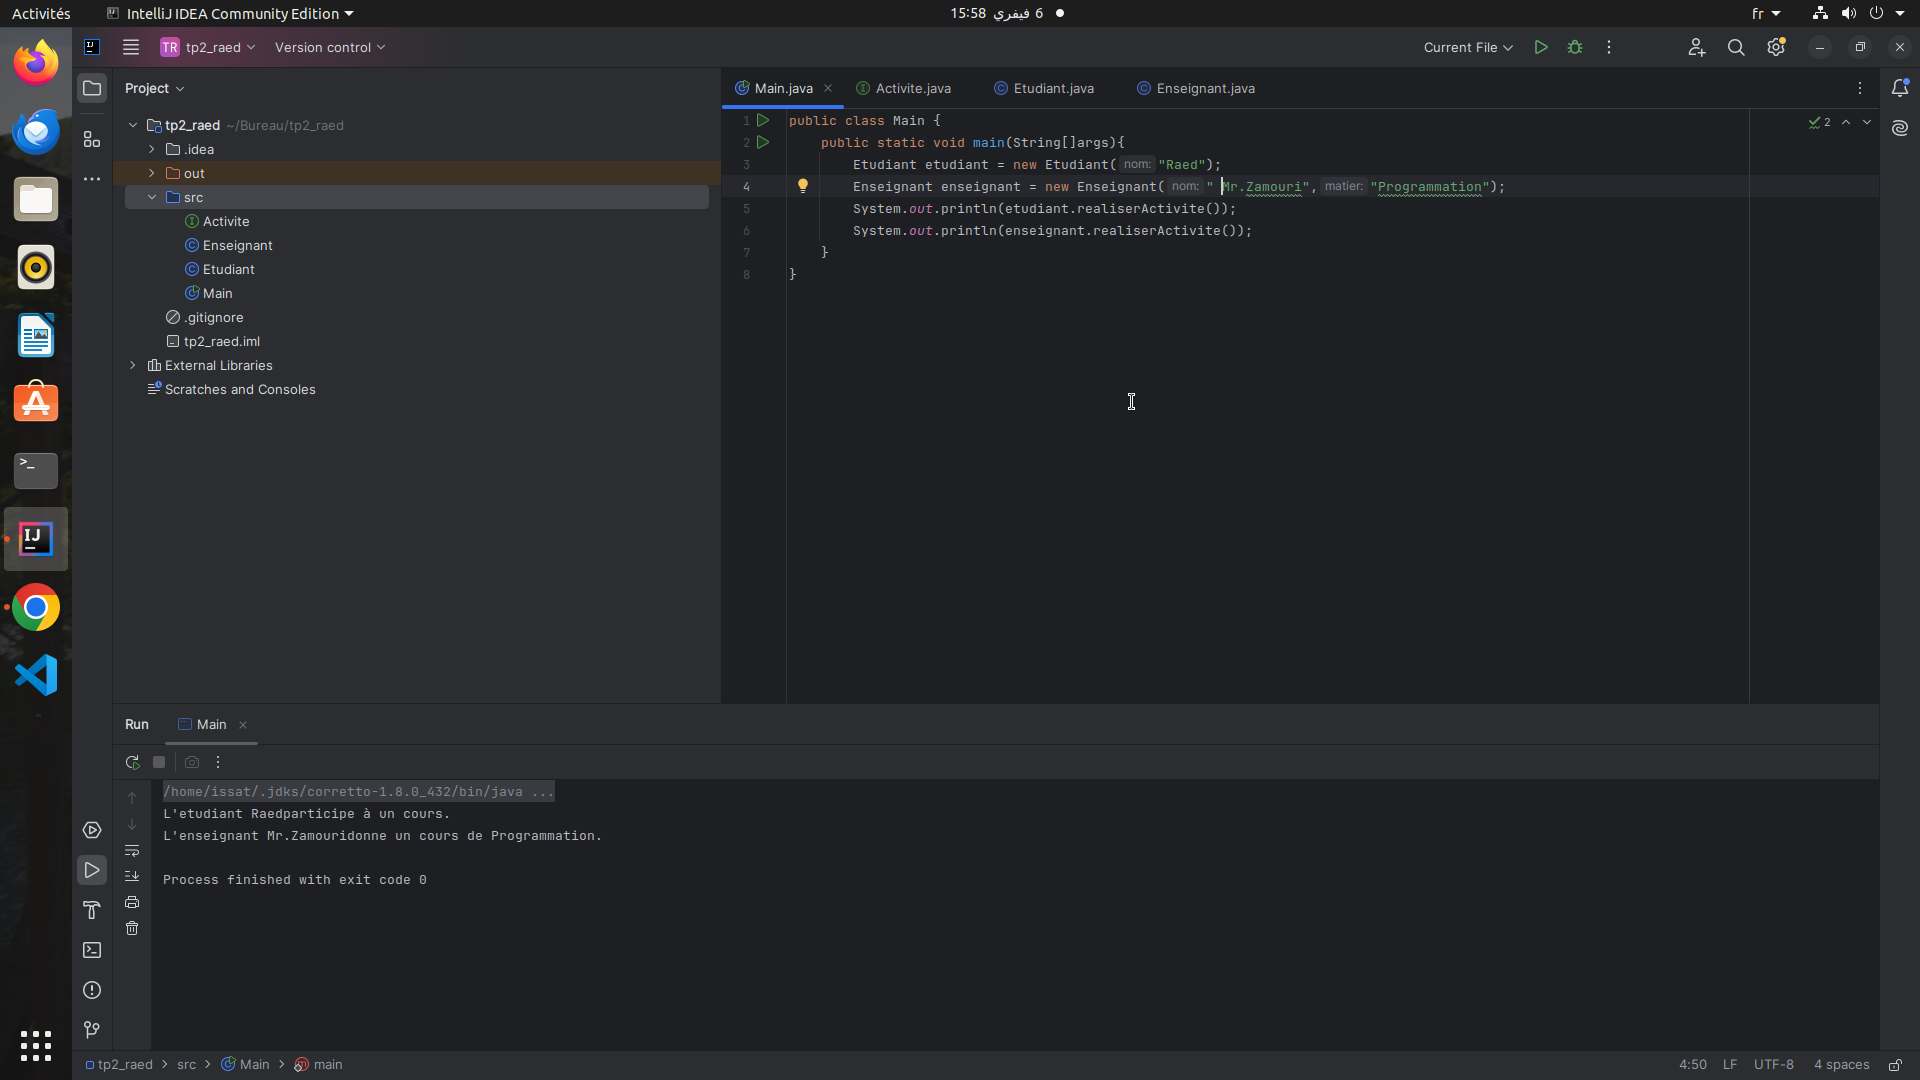 Activités
IntelliJ IDEA Community Edition
6 فيفري 15:58
fr
TR tp2_raed
Version control
Current File
Project
Main.java
Activite.java
Etudiant.java
Enseignant.java
tp2_raed ~/Bureau/tp2_raed
.idea
out
src
Activite
Enseignant
Etudiant
Main
.gitignore
tp2_raed.iml
External Libraries
Scratches and Consoles
1 public class Main {
2 public static void main(String[]args){
3 Etudiant etudiant = new Etudiant( nom: "Raed");
4 Enseignant enseignant = new Enseignant( nom: " Mr.Zamouri", matier: "Programmation");
5 System.out.println(etudiant.realiserActivite());
6 System.out.println(enseignant.realiserActivite());
7 }
8 }
2
Run
Main
/home/issat/.jdks/corretto-1.8.0_432/bin/java ...
L'etudiant Raedparticipe à un cours.
L'enseignant Mr.Zamouridonne un cours de Programmation.
Process finished with exit code 0
tp2_raed > src > Main > main
4:50 LF UTF-8 4 spaces